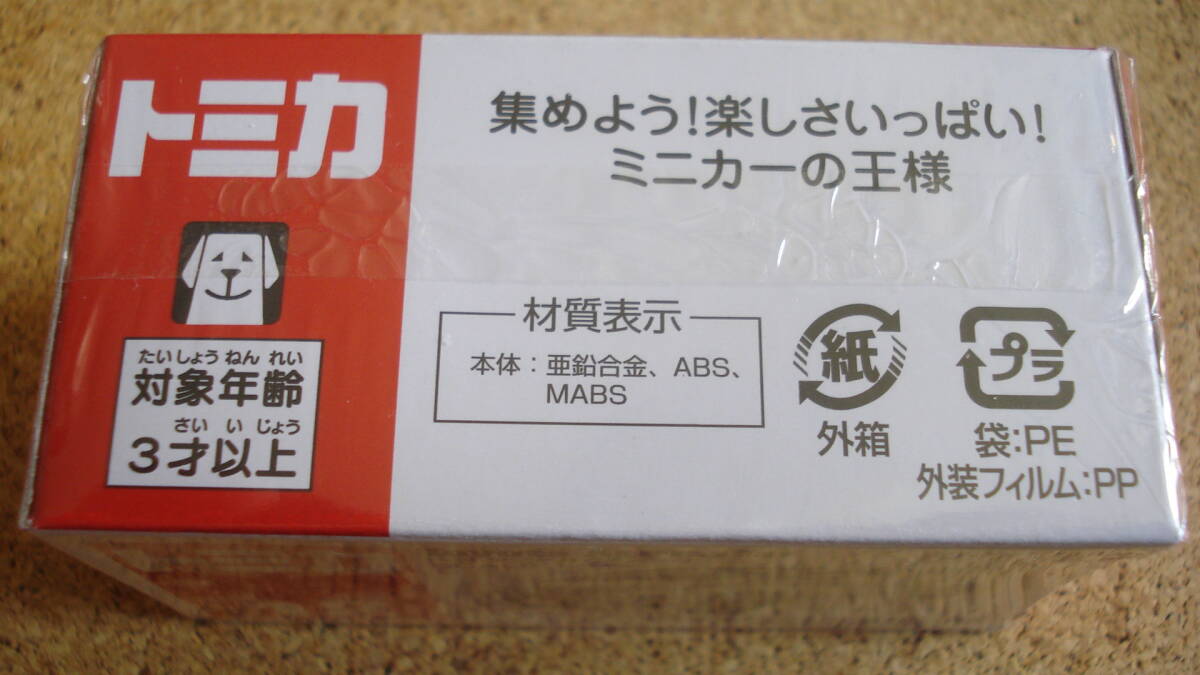 トミカ
集めよう!楽しさいっぱい!
ミニカーの王様
たいしょう ねん れい
対象年齢
さい い じょう
3才以上
材質表示
本体:亜鉛合金、ABS、
MABS
紙
外箱
プラ
袋:PE
外装フィルム:PP